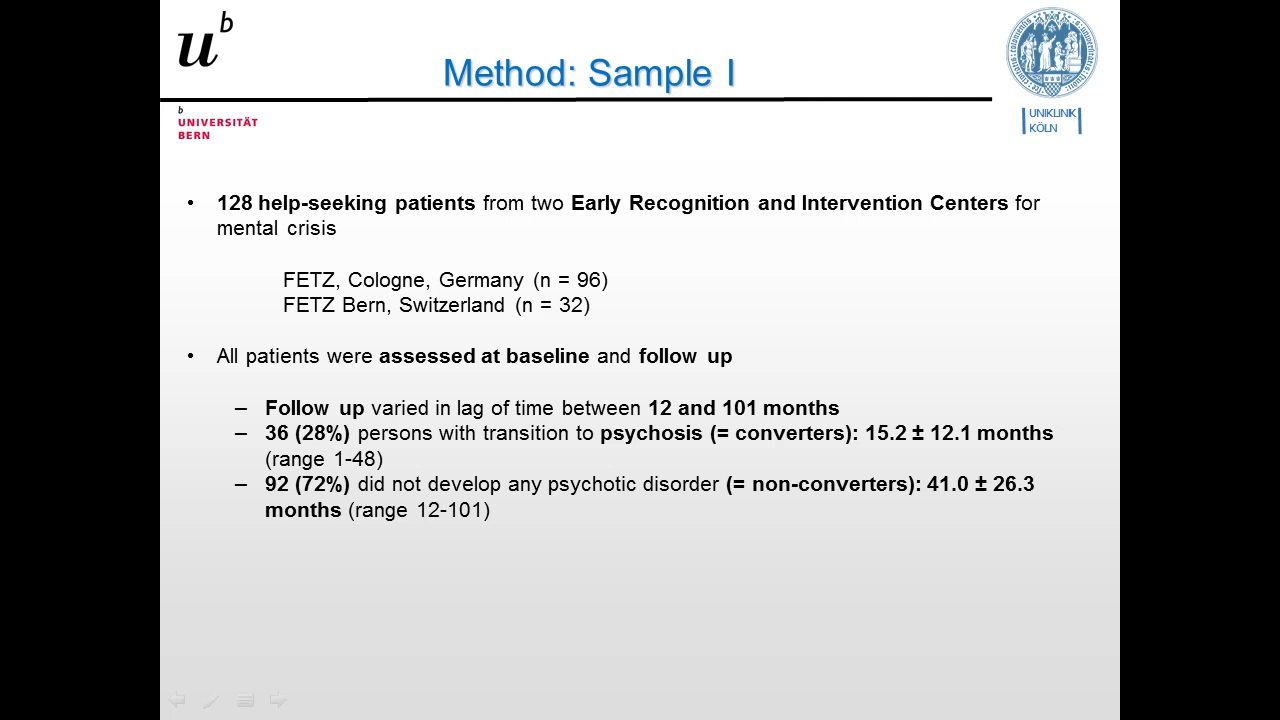 u
b
Method: Sample I
b
UNIVERSITÄT
BERN
UNIKLINIK
KÖLN
• 128 help-seeking patients from two Early Recognition and Intervention Centers for
mental crisis
FETZ, Cologne, Germany (n = 96)
FETZ Bern, Switzerland (n = 32)
• All patients were assessed at baseline and follow up
– Follow up varied in lag of time between 12 and 101 months
– 36 (28%) persons with transition to psychosis (= converters): 15.2 ± 12.1 months
(range 1-48)
– 92 (72%) did not develop any psychotic disorder (= non-converters): 41.0 ± 26.3
months (range 12-101)